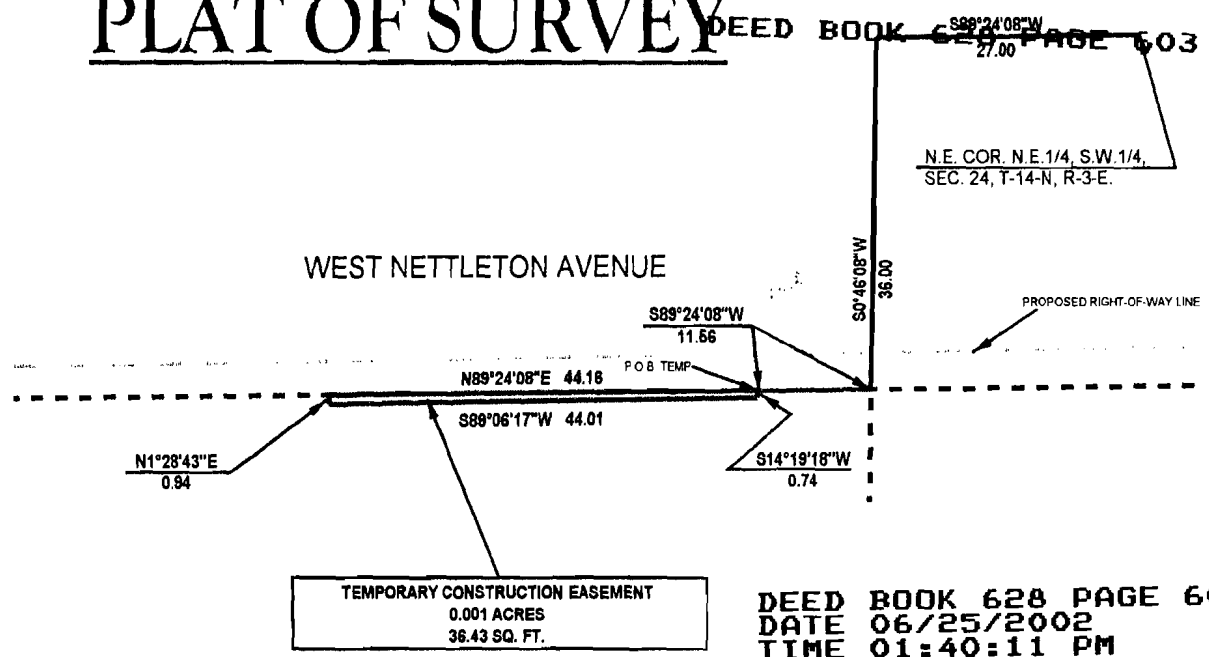 PLAT OF SURVEY
DEED BOOK 628 PAGE 603
S89°24'08"W
27.00
N.E. COR. N.E.1/4, S.W.1/4,
SEC. 24, T-14-N, R-3-E.
WEST NETTLETON AVENUE
S0°46'08"W
36.00
PROPOSED RIGHT-OF-WAY LINE
S89°24'08"W
11.56
P O B TEMP
N89°24'08"E 44.16
S89°06'17"W 44.01
N1°28'43"E
0.94
S14°19'18"W
0.74
TEMPORARY CONSTRUCTION EASEMENT
0.001 ACRES
36.43 SQ. FT.
DEED BOOK 628 PAGE
DATE 06/25/2002
TIME 01:40:11 PM